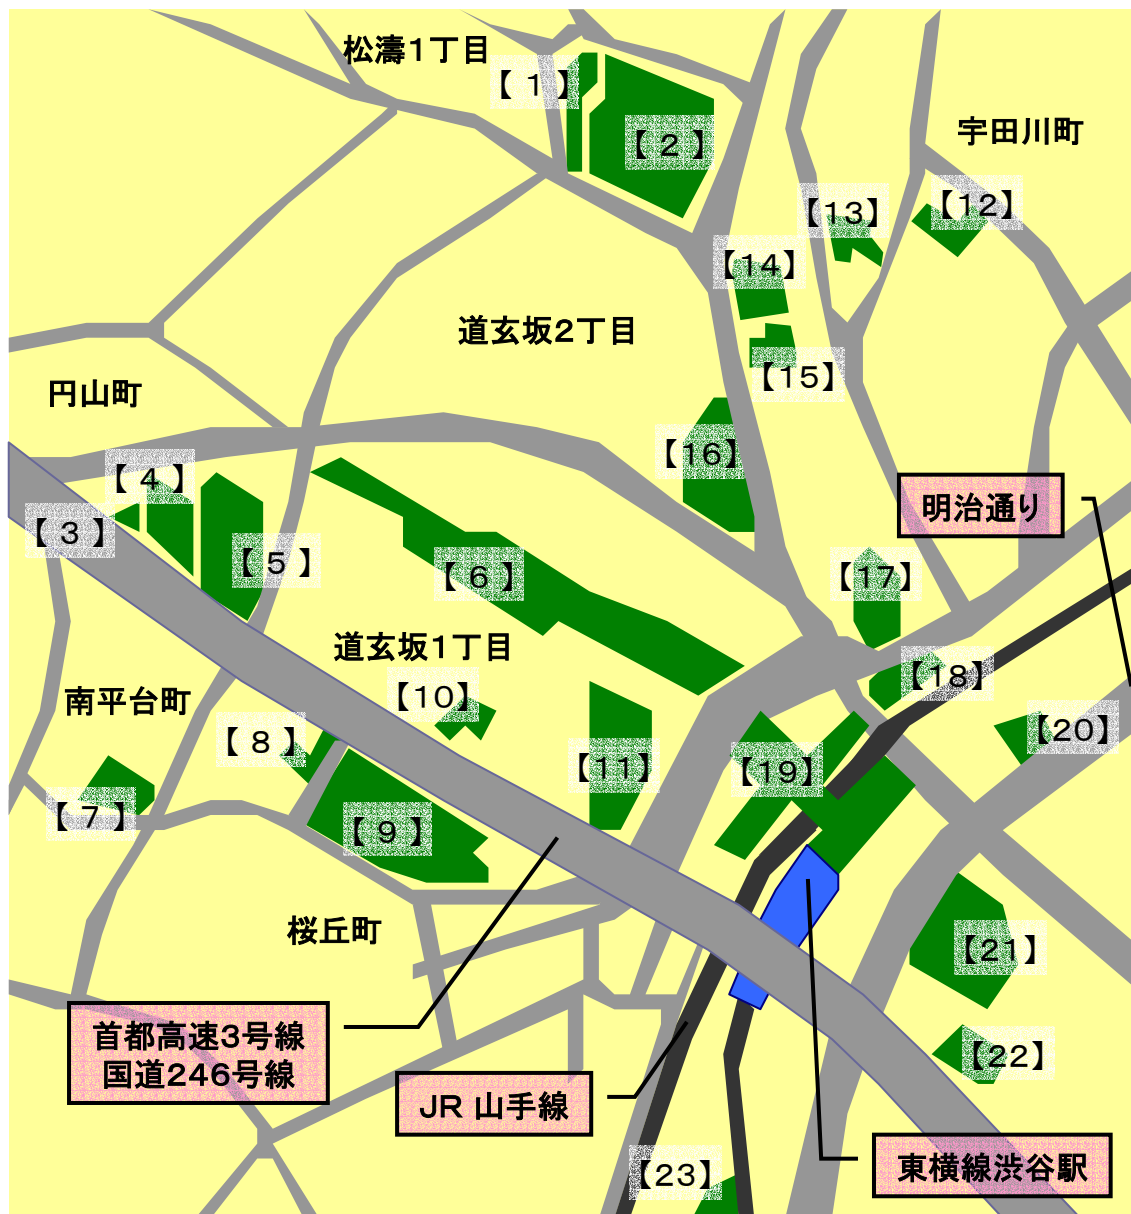 松濤1丁目
【 1 】
【 2 】
宇田川町
【12】
【13】
【14】
道玄坂2丁目
【15】
円山町
【16】
【 4 】
明治通り
【 3 】
【 5 】
【 6 】
【17】
道玄坂1丁目
【18】
南平台町
【10】
【20】
【 8 】
【11】
【19】
【 7 】
【 9 】
桜丘町
【21】
首都高速3号線
国道246号線
【22】
JR 山手線
東横線渋谷駅
【23】